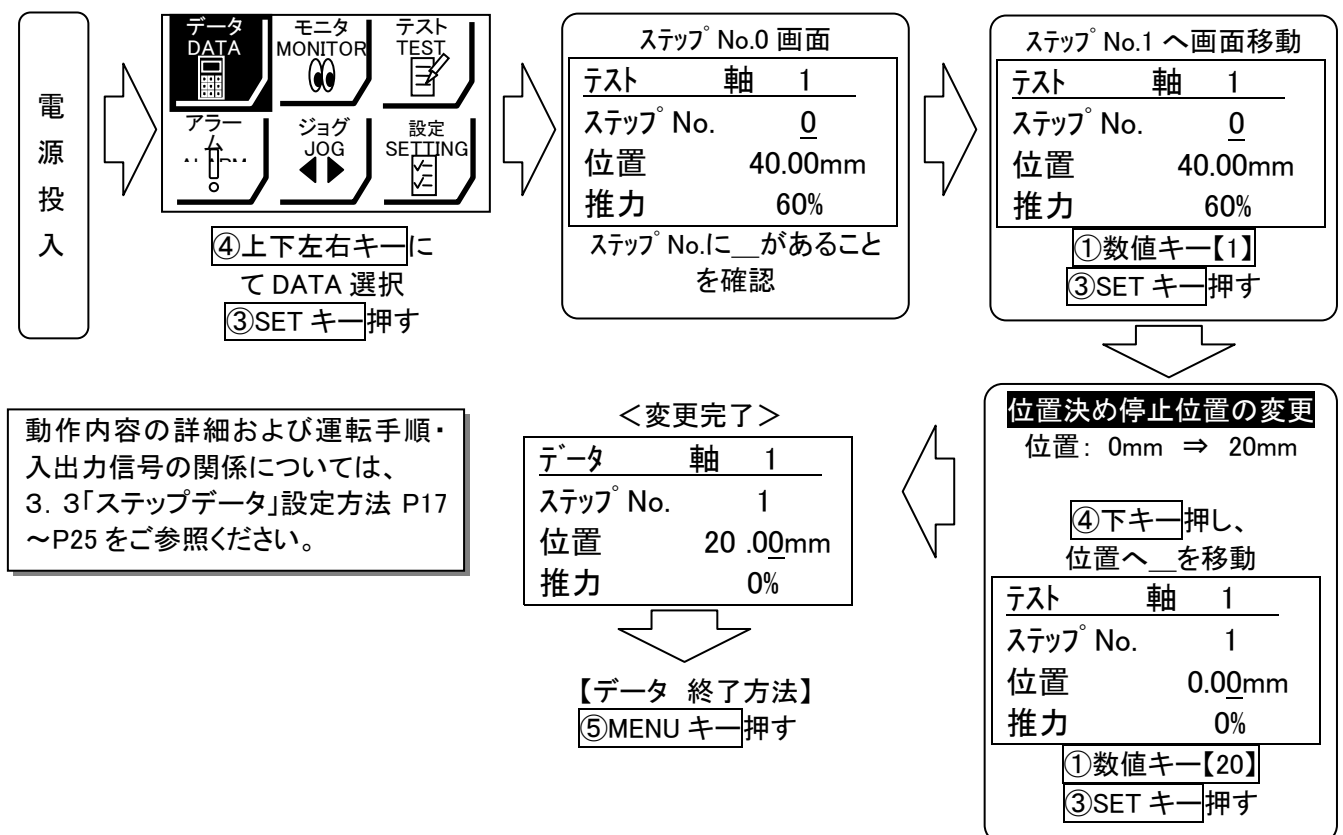 電
源
投
入
データ
DATA
モニタ
MONITOR
テスト
TEST
アラー
ム
ジョグ
JOG
設定
SETTING
④上下左右キーに
て DATA 選択
③SET キー押す
ステップ No.0 画面
テスト 軸 1
ステップ No. 0
位置 40.00mm
推力 60%
ステップ No.に__があること
を確認
ステップ No.1 へ画面移動
テスト 軸 1
ステップ No. 0
位置 40.00mm
推力 60%
①数値キー【1】
③SET キー押す
位置決め停止位置の変更
位置: 0mm ⇒ 20mm
④下キー押し、
位置へ__を移動
テスト 軸 1
ステップ No. 1
位置 0.00mm
推力 0%
①数値キー【20】
③SET キー押す
<変更完了>
データ 軸 1
ステップ No. 1
位置 20 .00mm
推力 0%
【データ 終了方法】
⑤MENU キー押す
動作内容の詳細および運転手順・
入出力信号の関係については、
3.3「ステップデータ」設定方法 P17
~P25 をご参照ください。